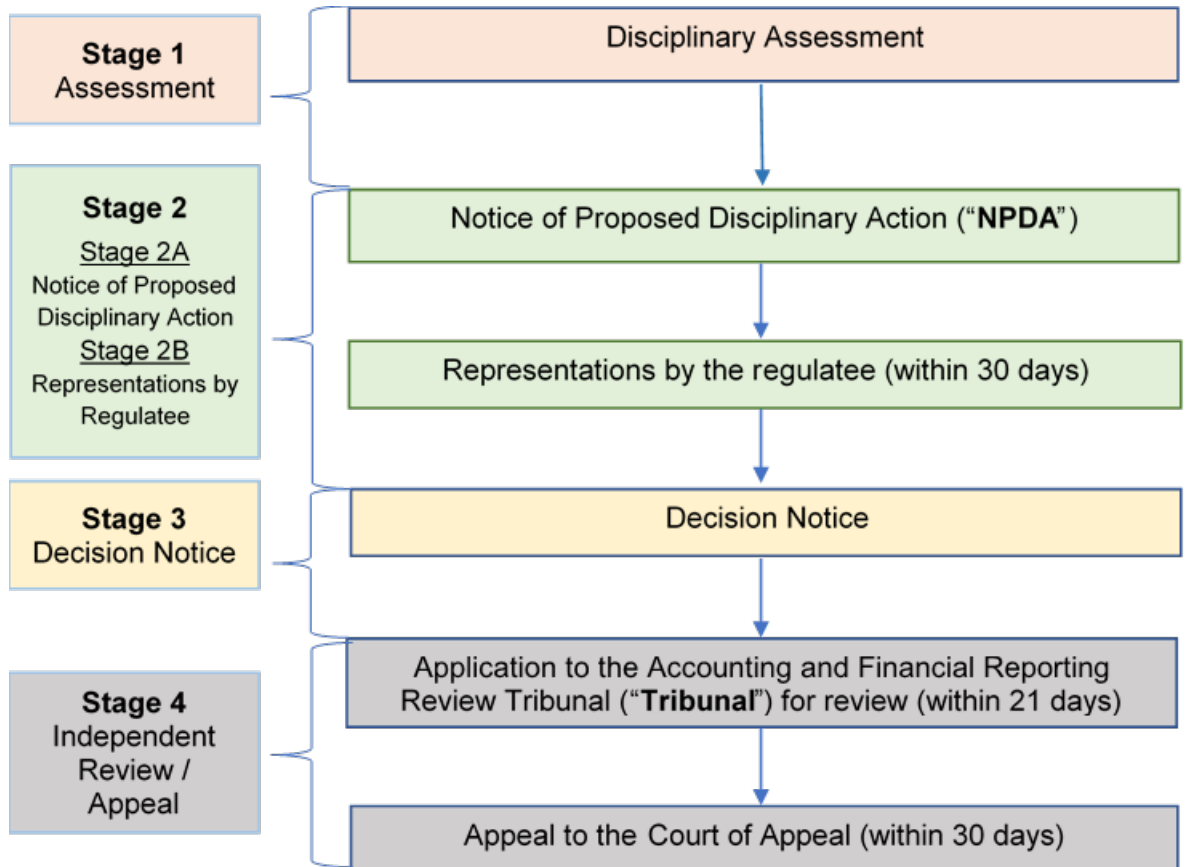 Stage 1
Assessment
Disciplinary Assessment
Stage 2
Stage 2A
Notice of Proposed
Disciplinary Action
Stage 2B
Representations by
Regulatee
Notice of Proposed Disciplinary Action (“NPDA”)
Representations by the regulatee (within 30 days)
Stage 3
Decision Notice
Decision Notice
Stage 4
Independent
Review /
Appeal
Application to the Accounting and Financial Reporting
Review Tribunal (“Tribunal”) for review (within 21 days)
Appeal to the Court of Appeal (within 30 days)